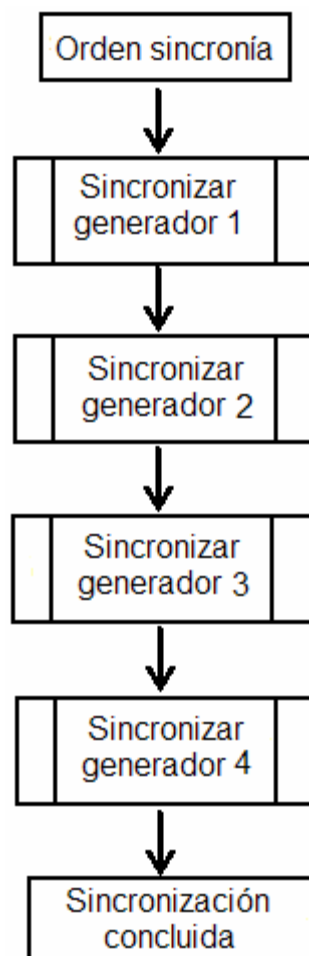 Orden sincronía
Sincronizar
generador 1
Sincronizar
generador 2
Sincronizar
generador 3
Sincronizar
generador 4
Sincronización
concluida